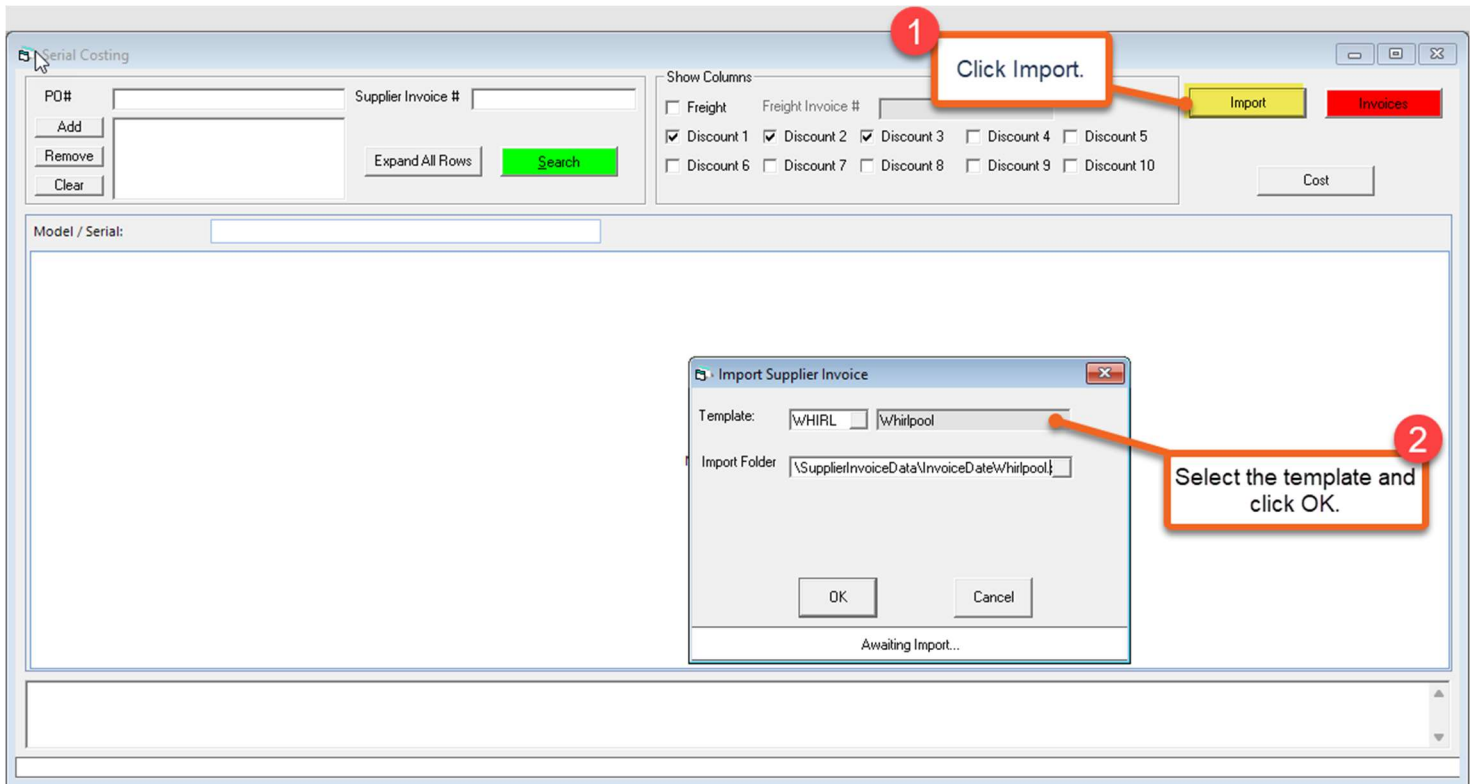 Serial Costing
1
Click Import.
PO#
Supplier Invoice #
Add
Remove
Clear
Expand All Rows
Search
Show Columns
Freight
Freight Invoice #
Discount 1 Discount 2 Discount 3 Discount 4 Discount 5
Discount 6 Discount 7 Discount 8 Discount 9 Discount 10
Import
Invoices
Cost
Model / Serial:
Import Supplier Invoice
Template: WHIRL Whirlpool
Import Folder \SupplierInvoiceData\InvoiceDateWhirlpool.
OK
Cancel
Awaiting Import...
2
Select the template and
click OK.